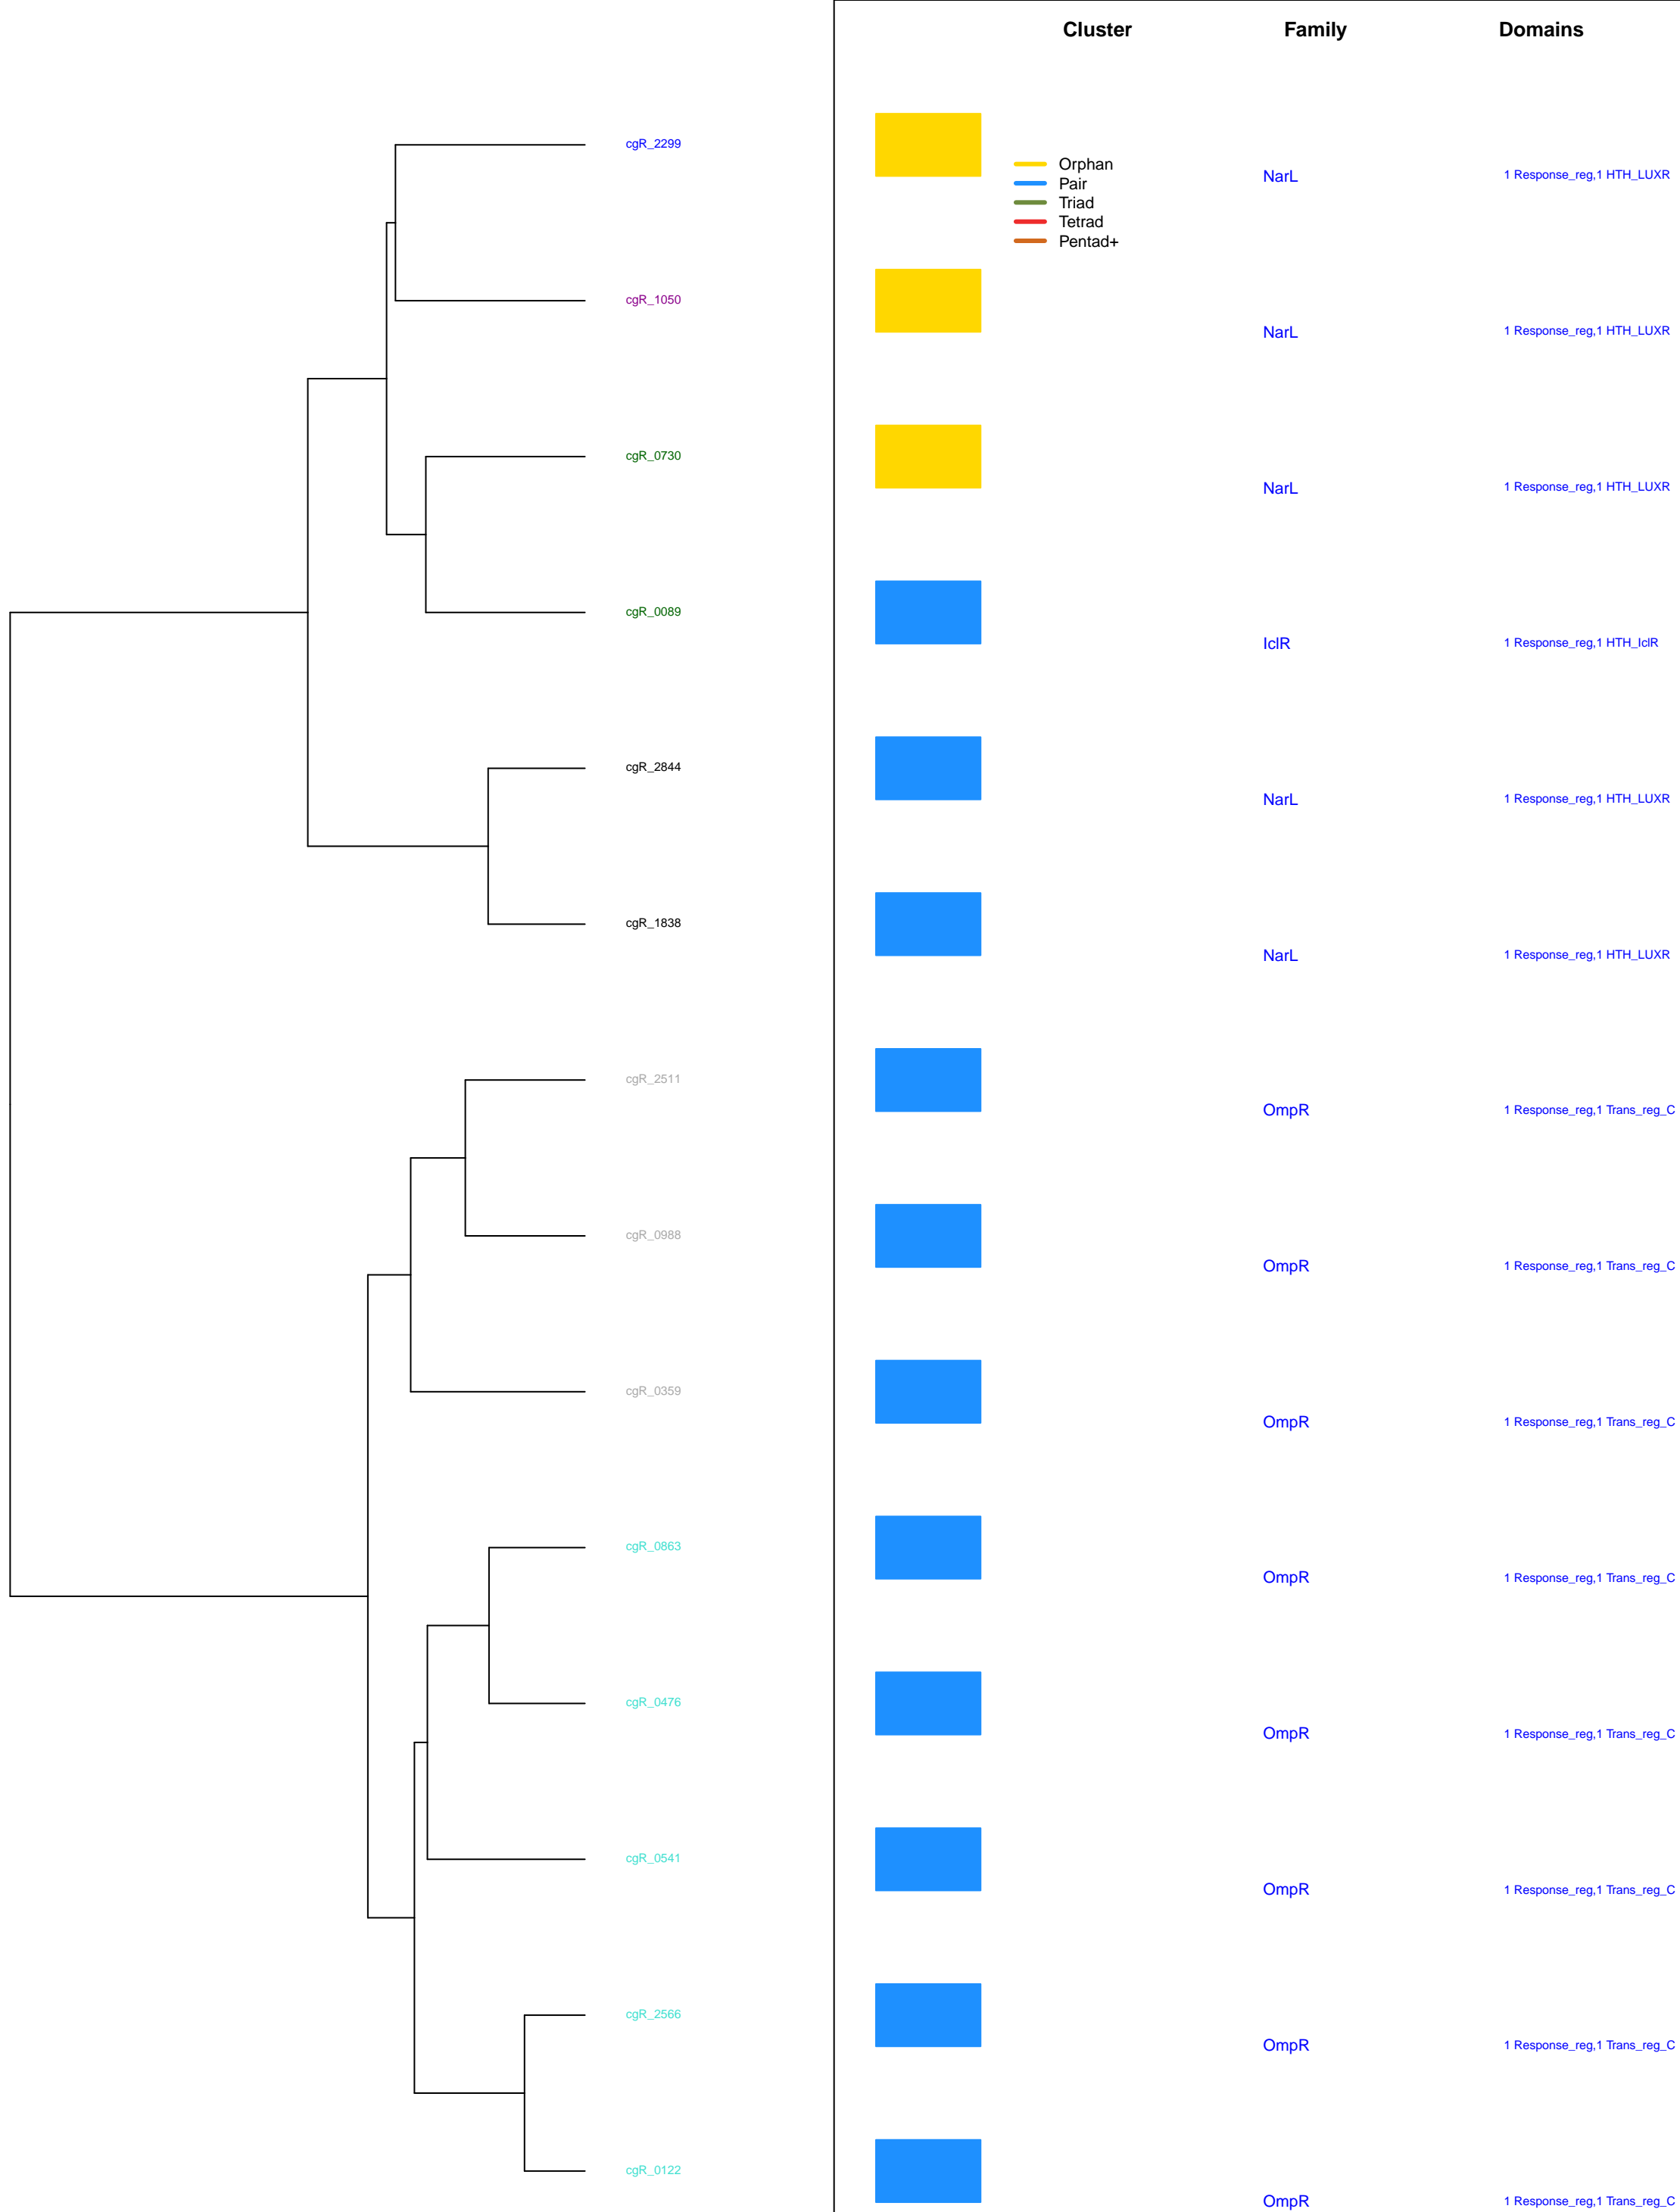 Cluster Family Domains
cgR_2299
Orphan
Pair
Triad
Tetrad
Pentad+
NarL 1 Response_reg,1 HTH_LUXR
cgR_1050
NarL 1 Response_reg,1 HTH_LUXR
cgR_0730
NarL 1 Response_reg,1 HTH_LUXR
cgR_0089
IclR 1 Response_reg,1 HTH_IclR
cgR_2844
NarL 1 Response_reg,1 HTH_LUXR
cgR_1838
NarL 1 Response_reg,1 HTH_LUXR
cgR_2511
OmpR 1 Response_reg,1 Trans_reg_C
cgR_0988
OmpR 1 Response_reg,1 Trans_reg_C
cgR_0359
OmpR 1 Response_reg,1 Trans_reg_C
cgR_0863
OmpR 1 Response_reg,1 Trans_reg_C
cgR_0476
OmpR 1 Response_reg,1 Trans_reg_C
cgR_0541
OmpR 1 Response_reg,1 Trans_reg_C
cgR_2566
OmpR 1 Response_reg,1 Trans_reg_C
cgR_0122
OmpR 1 Response_reg,1 Trans_reg_C